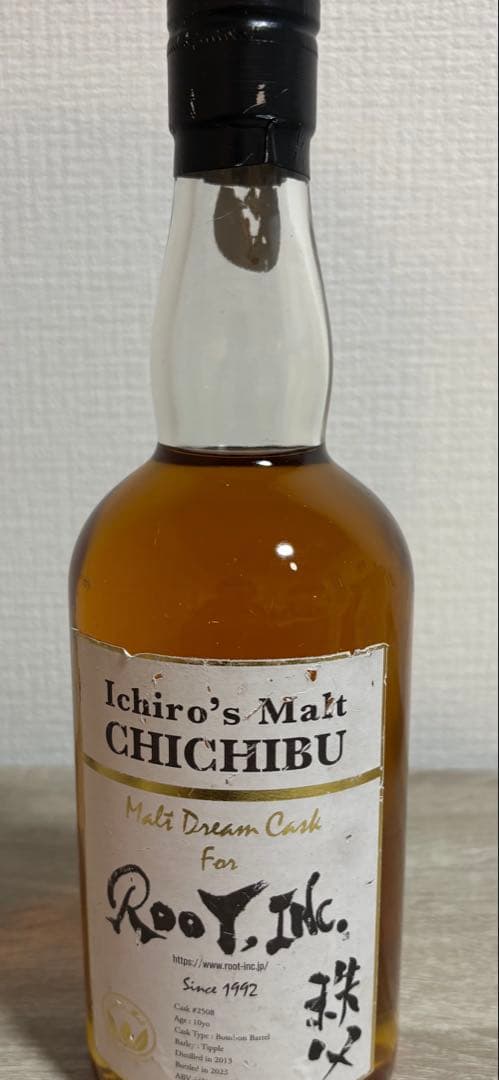 Ichiro's Malt
CHICHIBU
Malt Dream Cask
For
RooT, INC.
https://www.root-inc.jp/
Since 1992
秩父
Cask #2508
Age : 10yo
Cask Type : Bourbon Barrel
Barley : Tipple
Distilled in 2013
Bottled in 2023
ABV